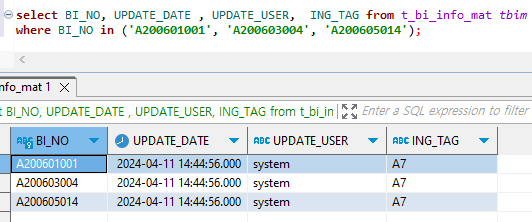 select BI_NO, UPDATE_DATE , UPDATE_USER,  ING_TAG from t_bi_info_mat tbim
where BI_NO in ('A200601001', 'A200603004', 'A200605014');
nfo_mat 1
t BI_NO, UPDATE_DATE , UPDATE_USER, ING_TAG from t_bi_in
Enter a SQL expression to filter
ABC BI_NO UPDATE_DATE ABC UPDATE_USER ABC ING_TAG
A200601001 2024-04-11 14:44:56.000 system A7
A200603004 2024-04-11 14:44:56.000 system A7
A200605014 2024-04-11 14:44:56.000 system A7